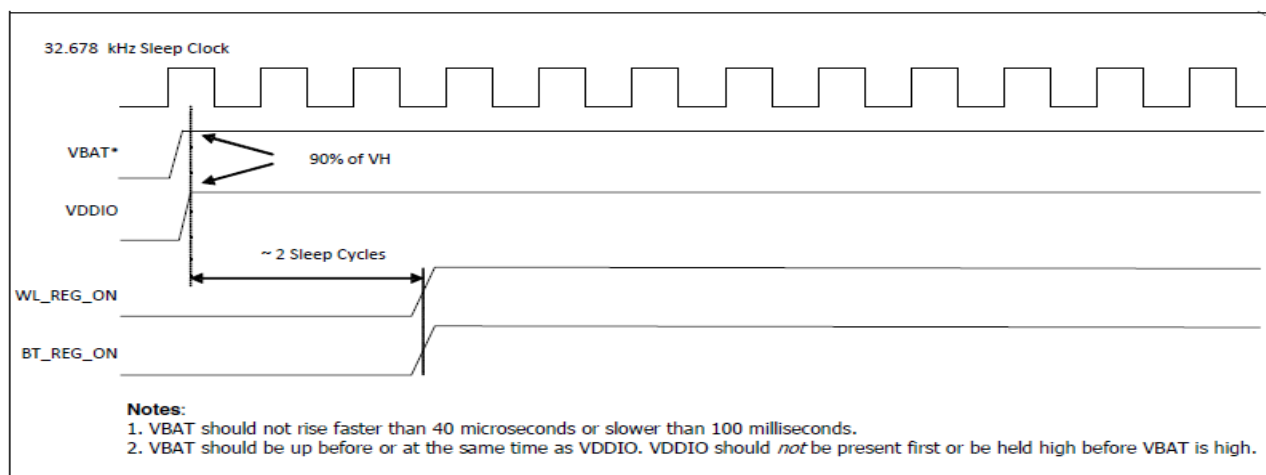 32.678 kHz Sleep Clock
VBAT*
90% of VH
VDDIO
~ 2 Sleep Cycles
WL_REG_ON
BT_REG_ON
Notes:
1. VBAT should not rise faster than 40 microseconds or slower than 100 milliseconds.
2. VBAT should be up before or at the same time as VDDIO. VDDIO should not be present first or be held high before VBAT is high.